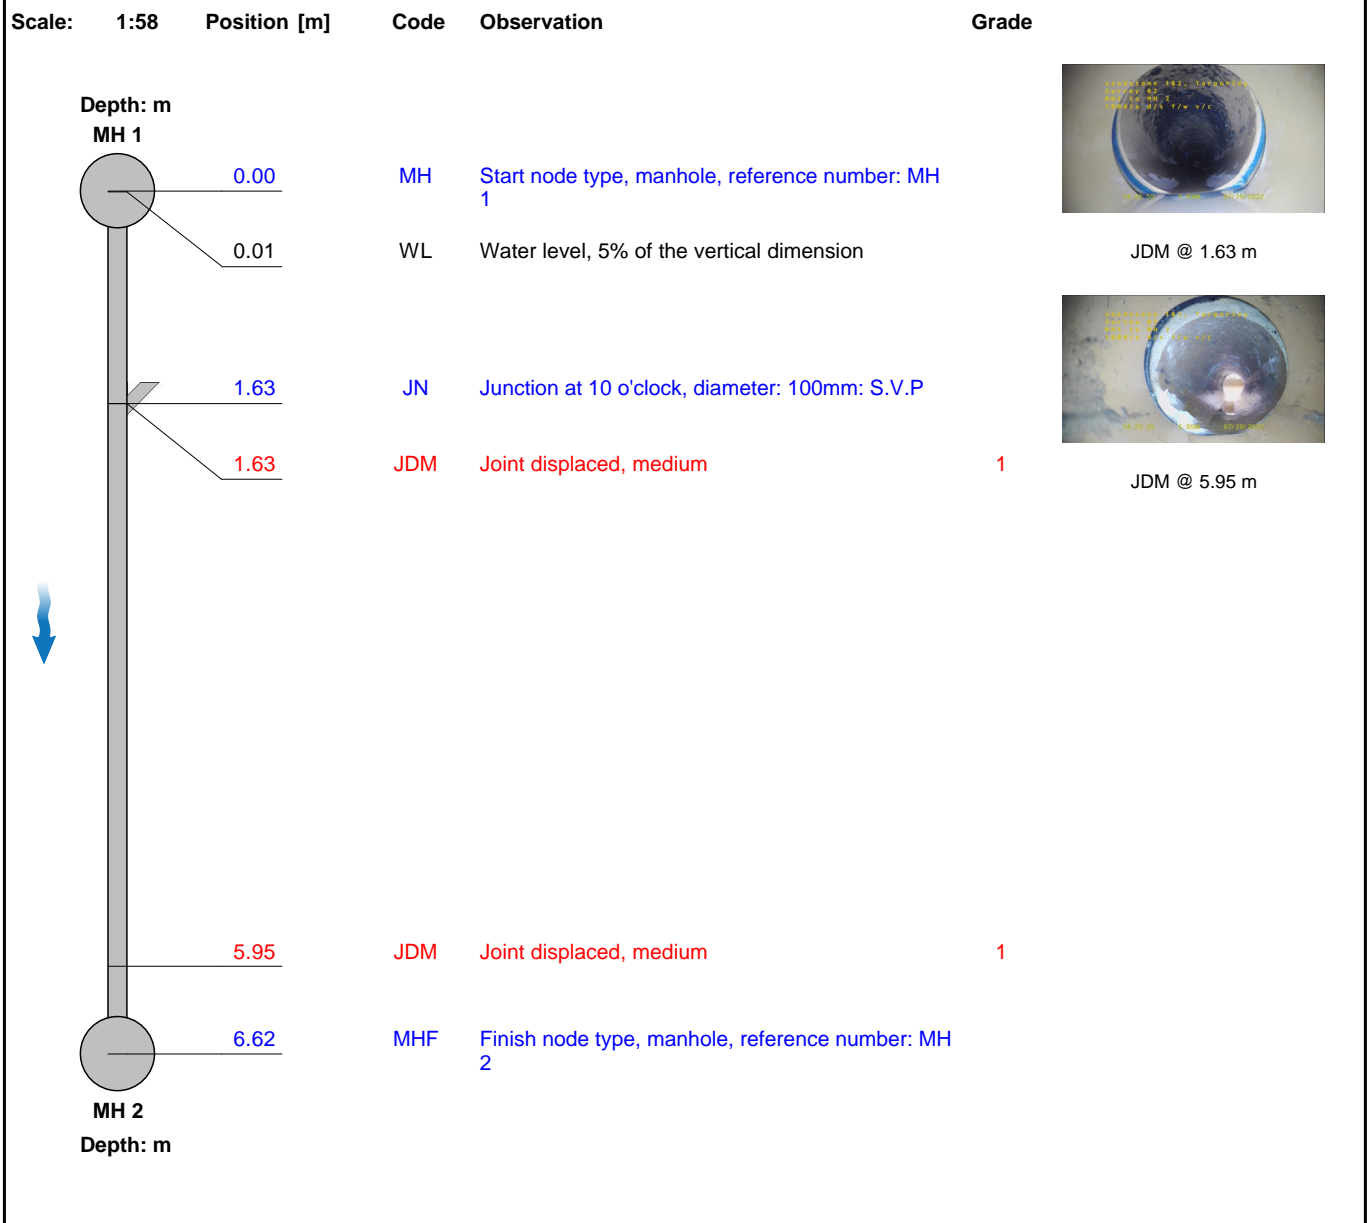 Scale: 1:58 Position [m] Code Observation Grade
Depth: m
MH 1
0.00 MH Start node type, manhole, reference number: MH
1
0.01 WL Water level, 5% of the vertical dimension
JDM @ 1.63 m
1.63 JN Junction at 10 o'clock, diameter: 100mm: S.V.P
1.63 JDM Joint displaced, medium 1
JDM @ 5.95 m
5.95 JDM Joint displaced, medium 1
6.62 MHF Finish node type, manhole, reference number: MH
2
MH 2
Depth: m